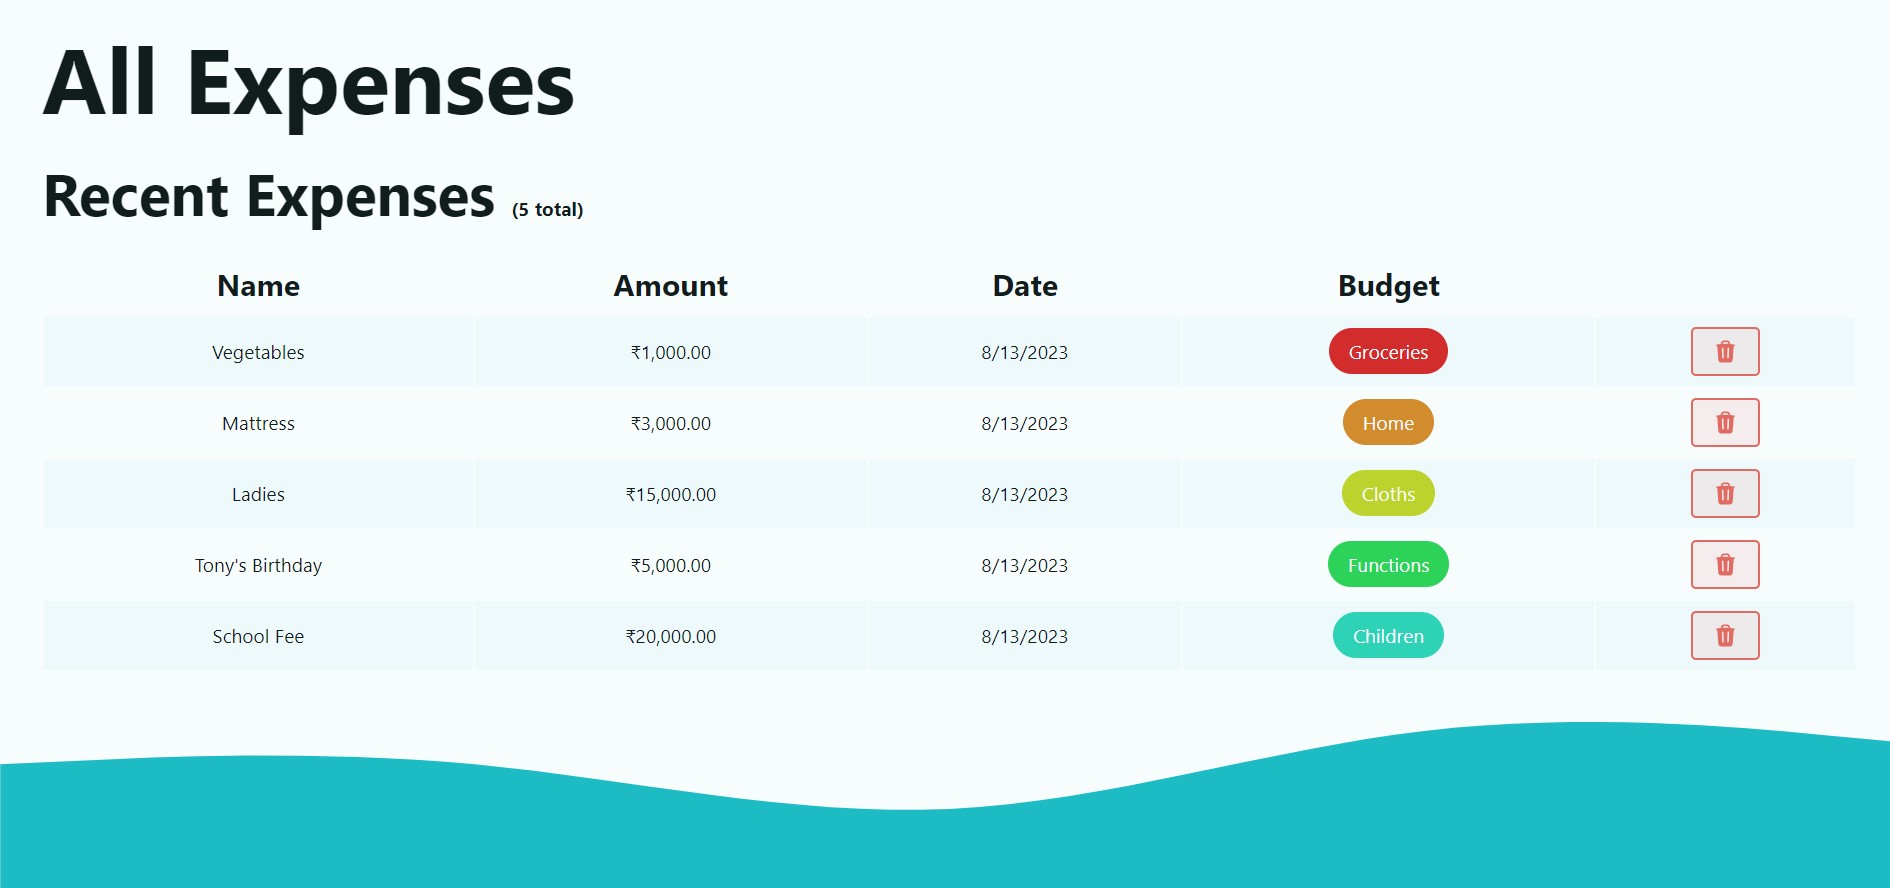 All Expenses
Recent Expenses (5 total)
Name Amount Date Budget
Vegetables ₹1,000.00 8/13/2023 Groceries
Mattress ₹3,000.00 8/13/2023 Home
Ladies ₹15,000.00 8/13/2023 Cloths
Tony's Birthday ₹5,000.00 8/13/2023 Functions
School Fee ₹20,000.00 8/13/2023 Children